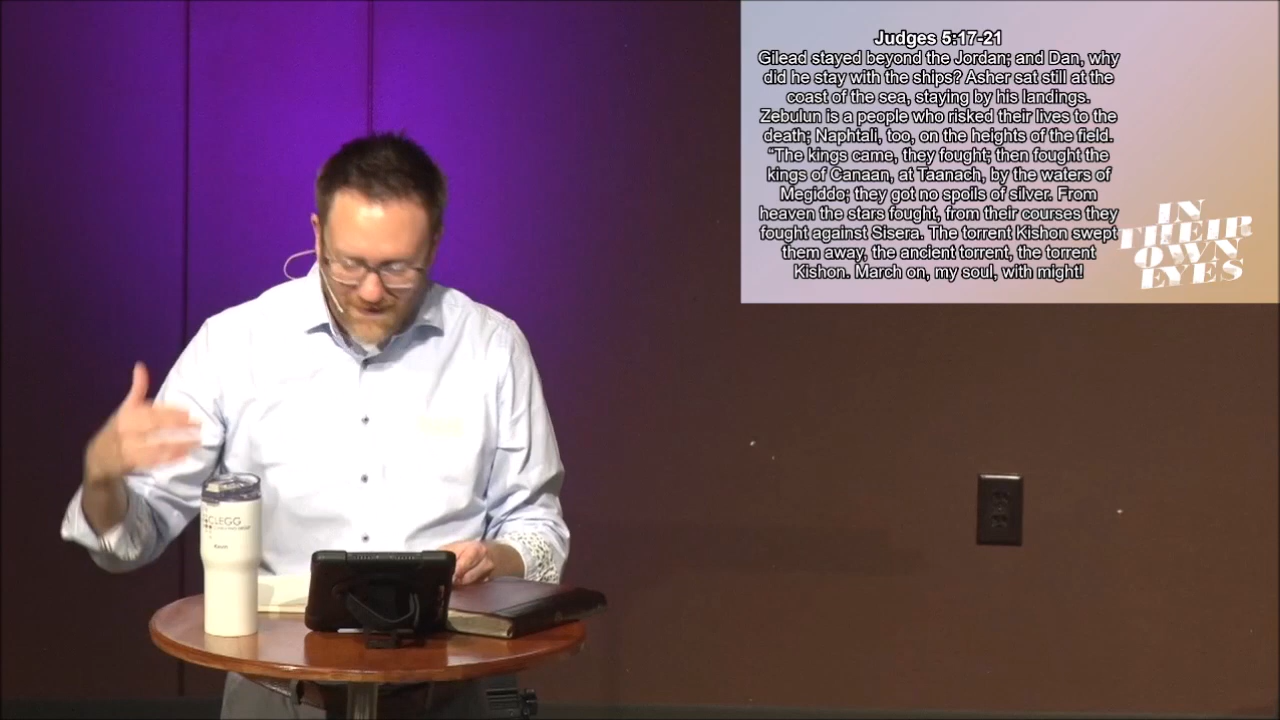 Judges 5:17-21
Gilead stayed beyond the Jordan; and Dan, why
did he stay with the ships? Asher sat still at the
coast of the sea, staying by his landings.
Zebulun is a people who risked their lives to the
death; Naphtali, too, on the heights of the field.
"The kings came, they fought; then fought the
kings of Canaan, at Taanach, by the waters of
Megiddo; they got no spoils of silver. From
heaven the stars fought, from their courses they
fought against Sisera. The torrent Kishon swept
them away, the ancient torrent, the torrent
Kishon. March on, my soul, with might!
IN
THEIR
OWN
EYES
CLEGG